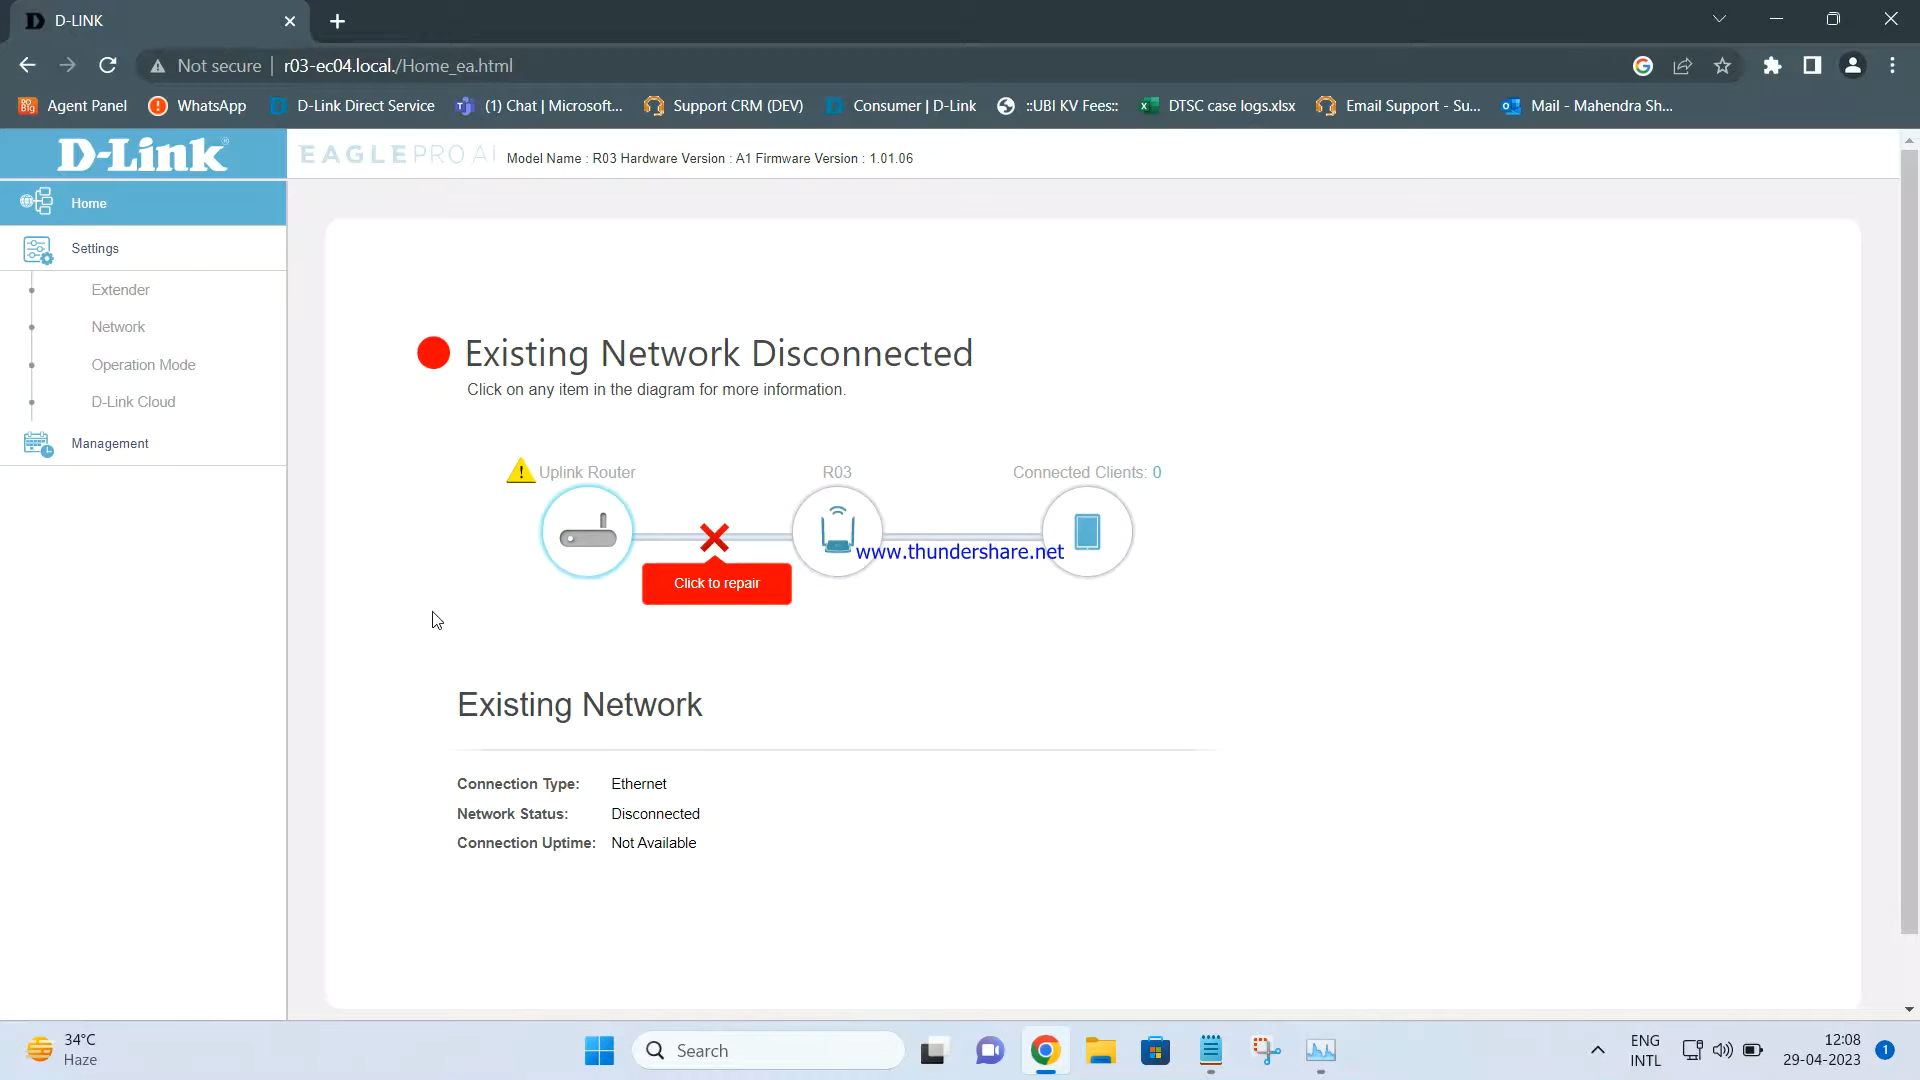 D-LINK
Not secure
r03-ec04.local./Home_ea.html
Agent Panel
WhatsApp
D-Link Direct Service
(1) Chat | Microsoft...
Support CRM (DEV)
Consumer | D-Link
::UBI KV Fees::
DTSC case logs.xlsx
Email Support - Su...
Mail - Mahendra Sh...
D-Link
EAGLE PRO AI
Model Name : R03 Hardware Version : A1 Firmware Version : 1.01.06
Home
Settings
Extender
Network
Operation Mode
D-Link Cloud
Management
Existing Network Disconnected
Click on any item in the diagram for more information.
Uplink Router
R03
Connected Clients: 0
www.thundershare.net
Click to repair
Existing Network
Connection Type: Ethernet
Network Status: Disconnected
Connection Uptime: Not Available
34°C
Haze
Search
ENG
INTL
12:08
29-04-2023
1